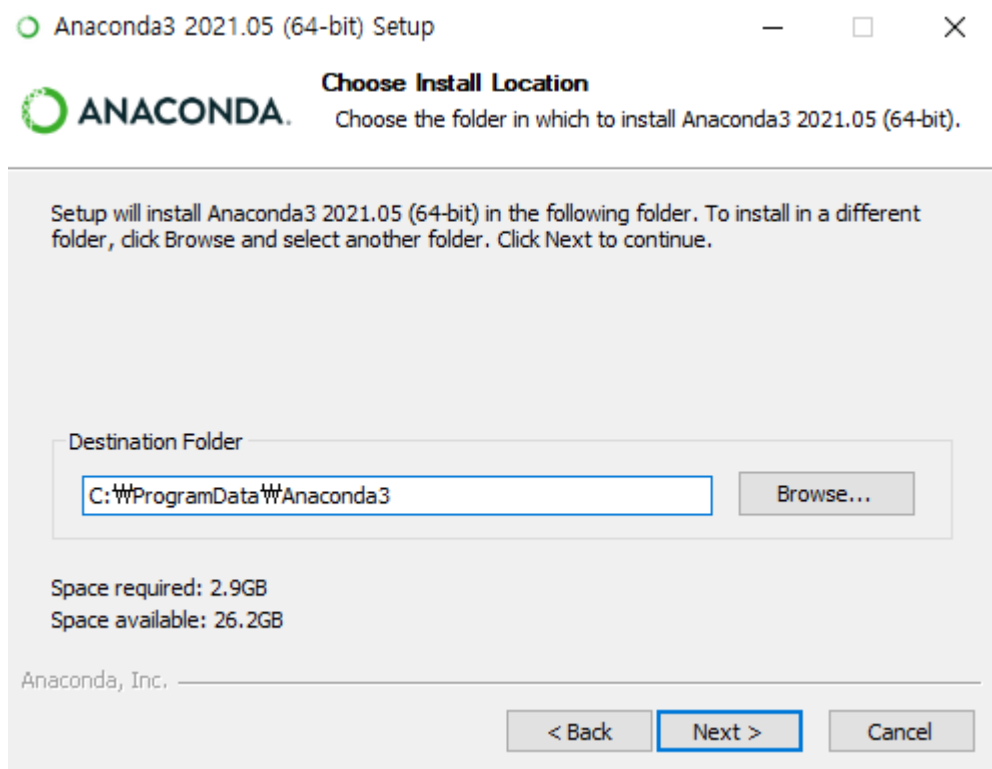 Anaconda3 2021.05 (64-bit) Setup
ANACONDA.
Choose Install Location
Choose the folder in which to install Anaconda3 2021.05 (64-bit).
Setup will install Anaconda3 2021.05 (64-bit) in the following folder. To install in a different
folder, click Browse and select another folder. Click Next to continue.
Destination Folder
C:₩ProgramData₩Anaconda3
Browse...
Space required: 2.9GB
Space available: 26.2GB
Anaconda, Inc.
< Back
Next >
Cancel